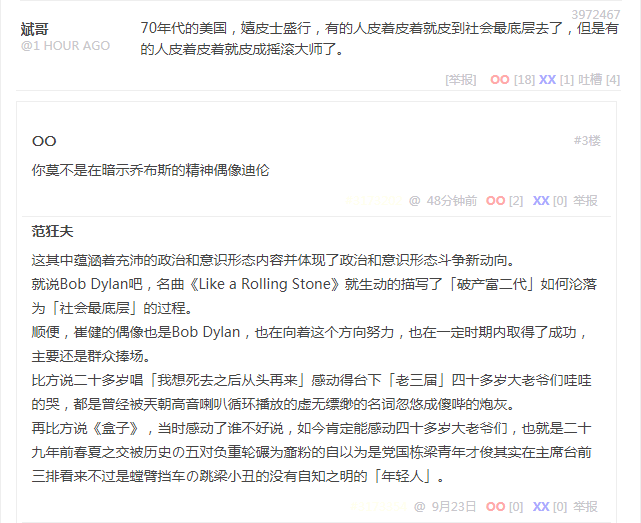 3972467
斌哥
@1 HOUR AGO
70年代的美国，嬉皮士盛行，有的人皮着皮着就皮到社会最底层去了，但是有
的人皮着皮着就皮成摇滚大师了。
[举报] OO [18] XX [1] 吐槽 [4]
OO #3楼
你莫不是在暗示乔布斯的精神偶像迪伦
@ 48分钟前 OO [2] XX [0] 举报
范狂夫
这其中蕴涵着充沛的政治和意识形态内容并体现了政治和意识形态斗争新动向。
就说Bob Dylan吧，名曲《Like a Rolling Stone》就生动的描写了「破产富二代」如何沦落
为「社会最底层」的过程。
顺便，崔健的偶像也是Bob Dylan，也在向着这个方向努力，也在一定时期内取得了成功，
主要还是群众捧场。
比方说二十多岁唱「我想死去之后从头再来」感动得台下「老三届」四十多岁大老爷们哇哇
的哭，都是曾经被天朝高音喇叭循环播放的虚无缥缈的名词忽悠成傻哔的炮灰。
再比方说《盒子》，当时感动了谁不好说，如今肯定能感动四十多岁大老爷们，也就是二十
九年前春夏之交被历史の五对负重轮碾为齑粉的自以为是党国栋梁青年才俊其实在主席台前
三排看来不过是螳臂挡车の跳梁小丑的没有自知之明的「年轻人」。
@ 9月23日 OO [0] XX [0] 举报